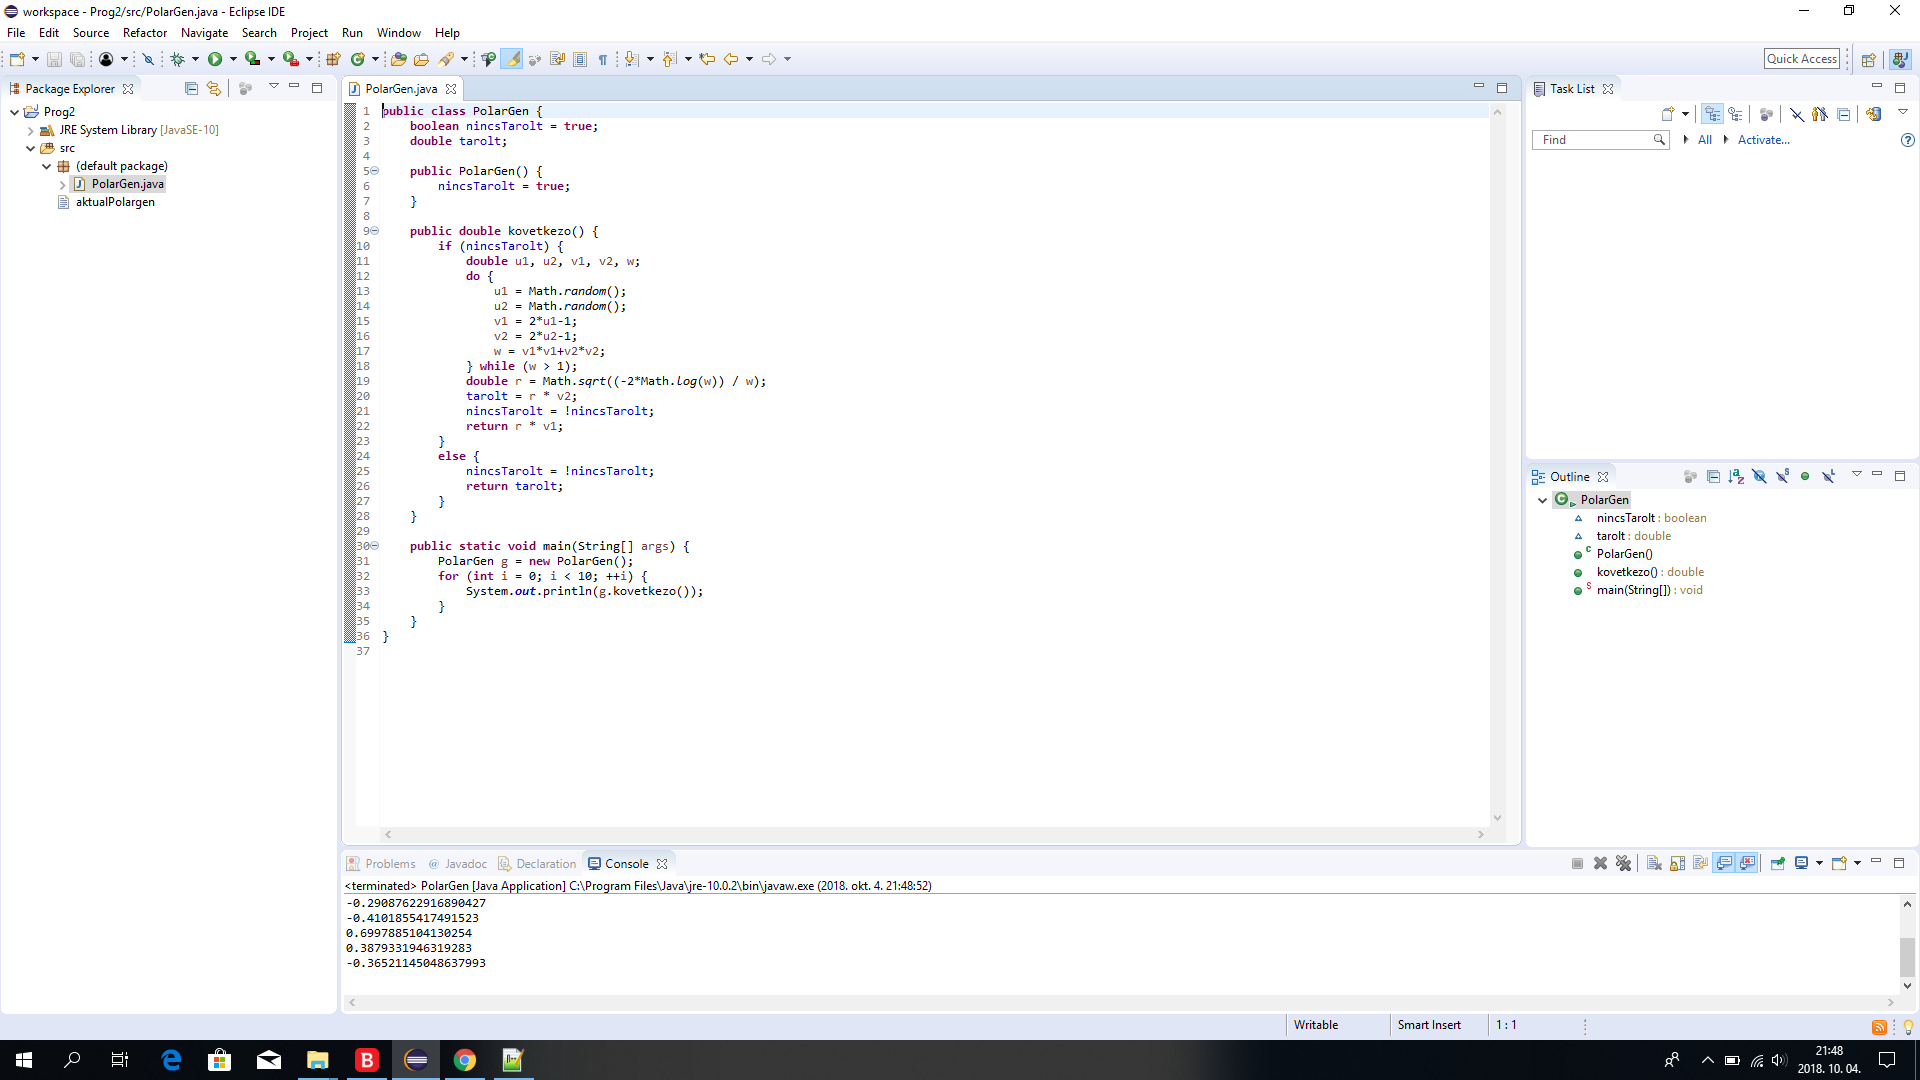 workspace - Prog2/src/PolarGen.java - Eclipse IDE
File Edit Source Refactor Navigate Search Project Run Window Help
Quick Access
Package Explorer
Prog2
JRE System Library [JavaSE-10]
src
(default package)
PolarGen.java
aktualPolargen
PolarGen.java
1 public class PolarGen {
2 boolean nincsTarolt = true;
3 double tarolt;
4
5 public PolarGen() {
6 nincsTarolt = true;
7 }
8
9 public double kovetkezo() {
10 if (nincsTarolt) {
11 double u1, u2, v1, v2, w;
12 do {
13 u1 = Math.random();
14 u2 = Math.random();
15 v1 = 2*u1-1;
16 v2 = 2*u2-1;
17 w = v1*v1+v2*v2;
18 } while (w > 1);
19 double r = Math.sqrt((-2*Math.log(w)) / w);
20 tarolt = r * v2;
21 nincsTarolt = !nincsTarolt;
22 return r * v1;
23 }
24 else {
25 nincsTarolt = !nincsTarolt;
26 return tarolt;
27 }
28 }
29
30 public static void main(String[] args) {
31 PolarGen g = new PolarGen();
32 for (int i = 0; i < 10; ++i) {
33 System.out.println(g.kovetkezo());
34 }
35 }
36 }
37
Task List
Find All Activate...
Outline
PolarGen
nincsTarolt : boolean
tarolt : double
PolarGen()
kovetkezo() : double
main(String[]) : void
Problems Javadoc Declaration Console
<terminated> PolarGen [Java Application] C:\Program Files\Java\jre-10.0.2\bin\javaw.exe (2018. okt. 4. 21:48:52)
-0.29087622916890427
-0.4101855417491523
0.6997885104130254
0.3879331946319283
-0.36521145048637993
Writable Smart Insert 1 : 1
21:48
2018. 10. 04.